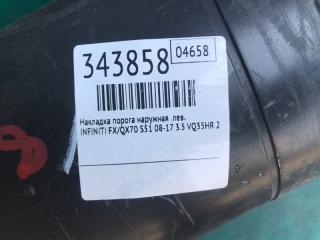 343858 04658
Накладка порога наружная лев.
INFINITI FX/QX70 S51 08-17 3.5 VQ35HR 2